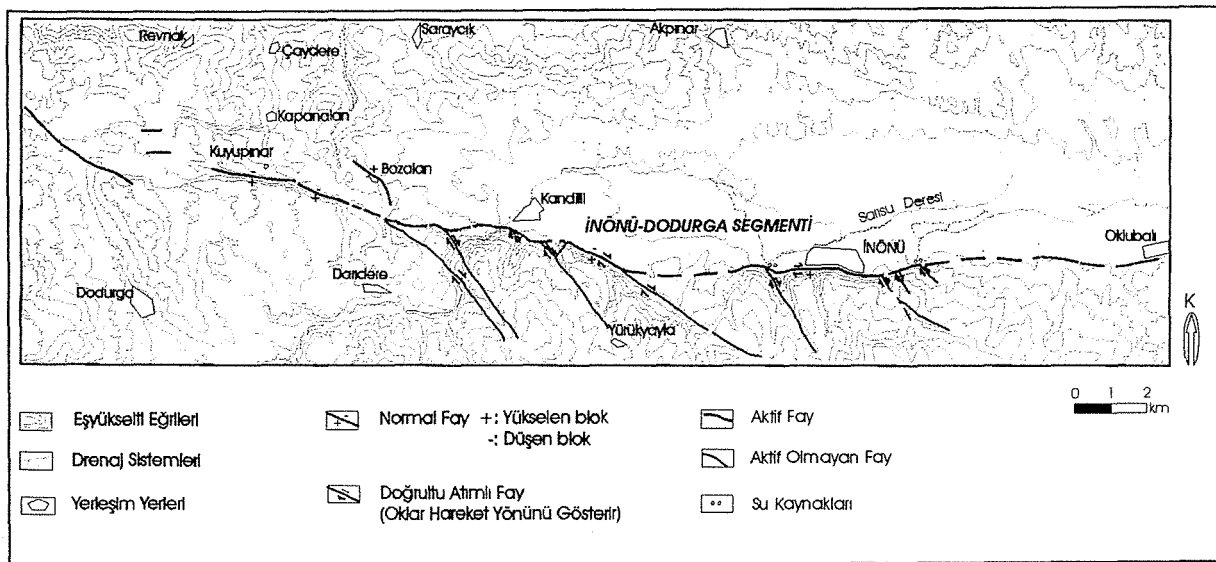 Revnak
Çaydere
Saraycık
Akpınar
Kapanalan
Kuyupınar
Bozalan
Kandilli
İNÖNÜ-DODURGA SEGMENTİ
Sarısu Deresi
İNÖNÜ
Oklubalı
Dodurga
Darıdere
Yürükyayla
K
0 1 2
km
Eşyükselti Eğrileri
Drenaj Sistemleri
Yerleşim Yerleri
Normal Fay +: Yükselen blok
-: Düşen blok
Doğrultu Atımlı Fay
(Oklar Hareket Yönünü Gösterir)
Aktif Fay
Aktif Olmayan Fay
Su Kaynakları